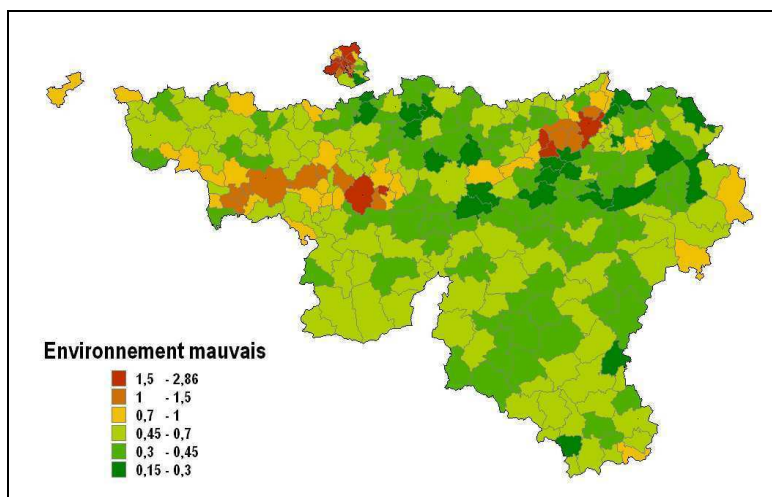 Environnement mauvais
1,5 - 2,86
1 - 1,5
0,7 - 1
0,45 - 0,7
0,3 - 0,45
0,15 - 0,3